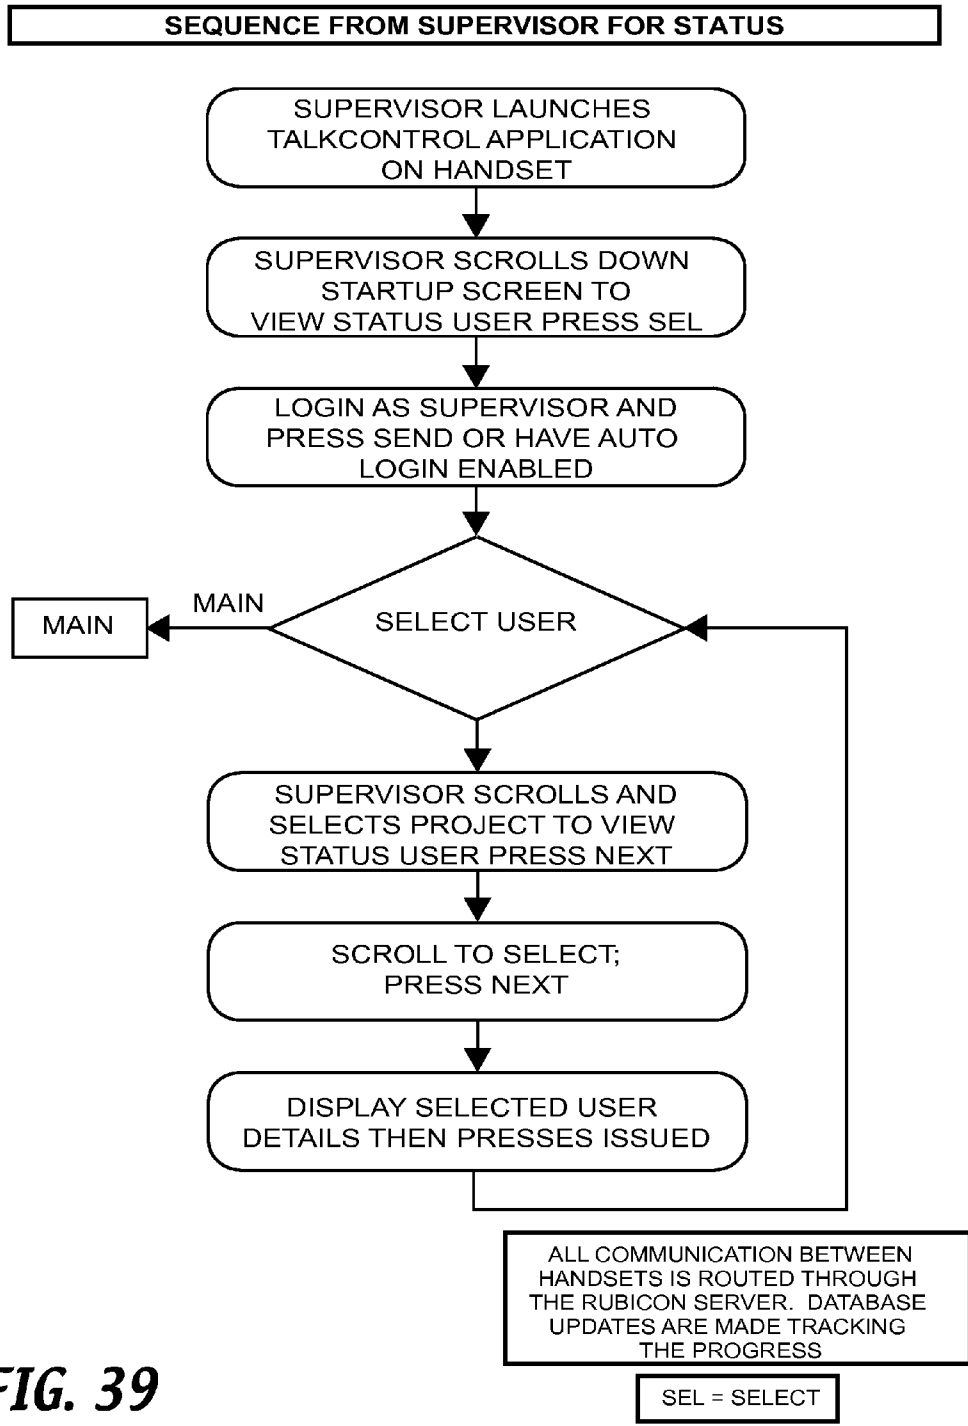 SEQUENCE FROM SUPERVISOR FOR STATUS
SUPERVISOR LAUNCHES
TALKCONTROL APPLICATION
ON HANDSET
SUPERVISOR SCROLLS DOWN
STARTUP SCREEN TO
VIEW STATUS USER PRESS SEL
LOGIN AS SUPERVISOR AND
PRESS SEND OR HAVE AUTO
LOGIN ENABLED
MAIN
MAIN
SELECT USER
SUPERVISOR SCROLLS AND
SELECTS PROJECT TO VIEW
STATUS USER PRESS NEXT
SCROLL TO SELECT;
PRESS NEXT
DISPLAY SELECTED USER
DETAILS THEN PRESSES ISSUED
ALL COMMUNICATION BETWEEN
HANDSETS IS ROUTED THROUGH
THE RUBICON SERVER. DATABASE
UPDATES ARE MADE TRACKING
THE PROGRESS
FIG. 39
SEL = SELECT